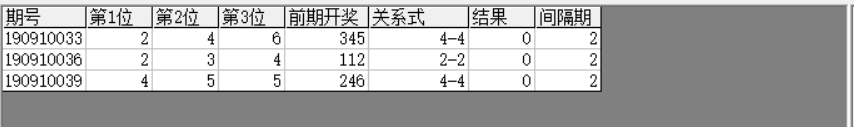 期号 第1位 第2位 第3位 前期开奖 关系式 结果 间隔期
190910033 2 4 6 345 4-4 0 2
190910036 2 3 4 112 2-2 0 2
190910039 4 5 5 246 4-4 0 2